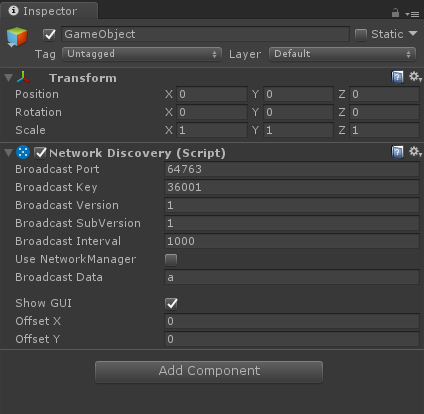 Inspector
GameObject Static
Tag Untagged Layer Default
Transform
Position X 0 Y 0 Z 0
Rotation X 0 Y 0 Z 0
Scale X 1 Y 1 Z 1
Network Discovery (Script)
Broadcast Port 64763
Broadcast Key 36001
Broadcast Version 1
Broadcast SubVersion 1
Broadcast Interval 1000
Use NetworkManager
Broadcast Data a
Show GUI
Offset X 0
Offset Y 0
Add Component